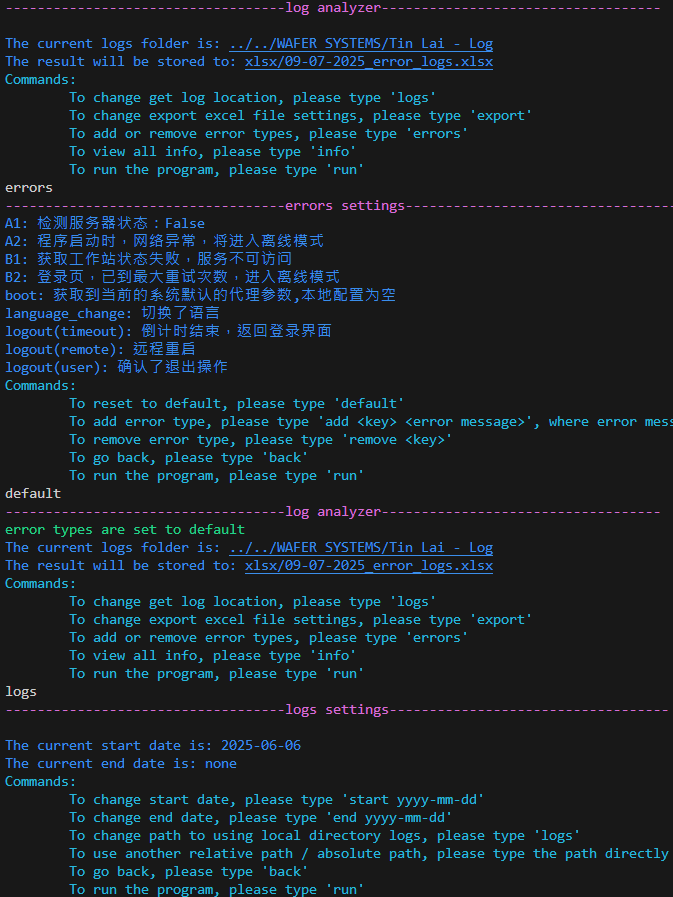 -----------------------------------log analyzer-----------------------------------
The current logs folder is: ../../WAFER SYSTEMS/Tin Lai - Log
The result will be stored to: xlsx/09-07-2025_error_logs.xlsx
Commands:
To change get log location, please type 'logs'
To change export excel file settings, please type 'export'
To add or remove error types, please type 'errors'
To view all info, please type 'info'
To run the program, please type 'run'
errors
-----------------------------------errors settings----------------------------------
A1: 检测服务器状态：False
A2: 程序启动时，网络异常，将进入离线模式
B1: 获取工作站状态失败，服务不可访问
B2: 登录页，已到最大重试次数，进入离线模式
boot: 获取到当前的系统默认的代理参数,本地配置为空
language_change: 切换了语言
logout(timeout): 倒计时结束，返回登录界面
logout(remote): 远程重启
logout(user): 确认了退出操作
Commands:
To reset to default, please type 'default'
To add error type, please type 'add <key> <error message>', where error mess
To remove error type, please type 'remove <key>'
To go back, please type 'back'
To run the program, please type 'run'
default
-----------------------------------log analyzer-----------------------------------
error types are set to default
The current logs folder is: ../../WAFER SYSTEMS/Tin Lai - Log
The result will be stored to: xlsx/09-07-2025_error_logs.xlsx
Commands:
To change get log location, please type 'logs'
To change export excel file settings, please type 'export'
To add or remove error types, please type 'errors'
To view all info, please type 'info'
To run the program, please type 'run'
logs
-----------------------------------logs settings-----------------------------------
The current start date is: 2025-06-06
The current end date is: none
Commands:
To change start date, please type 'start yyyy-mm-dd'
To change end date, please type 'end yyyy-mm-dd'
To change path to using local directory logs, please type 'logs'
To use another relative path / absolute path, please type the path directly
To go back, please type 'back'
To run the program, please type 'run'